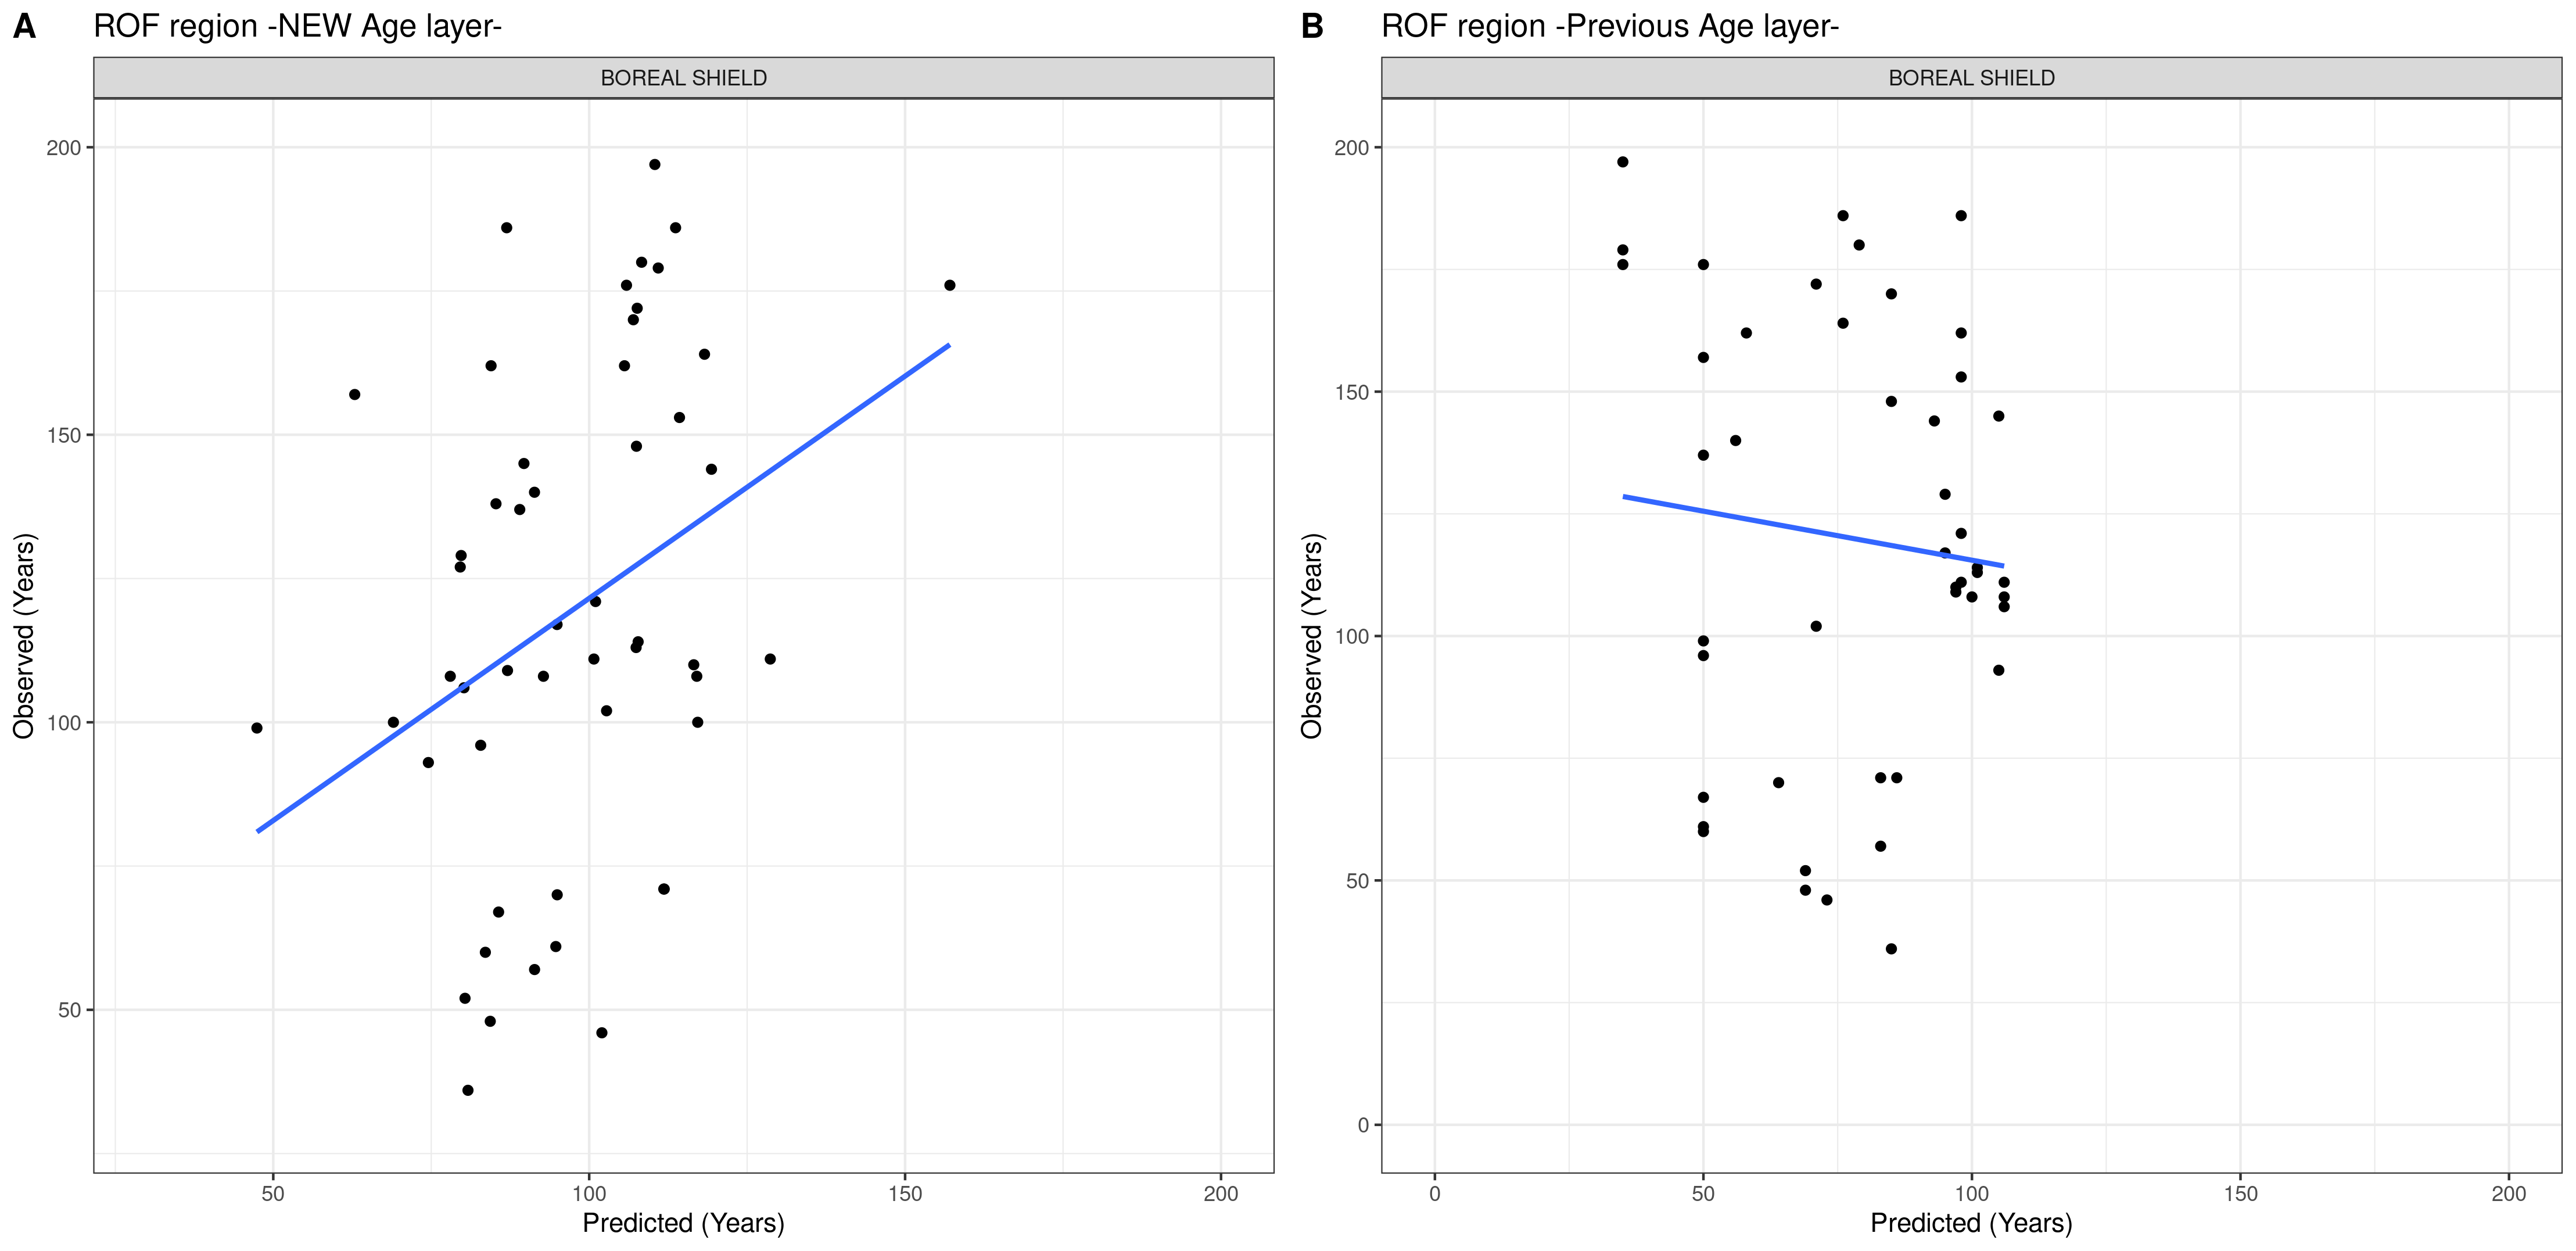 A ROF region -NEW Age layer-
BOREAL SHIELD
200
150
100
50
Observed (Years)
50 100 150 200
Predicted (Years)
B ROF region -Previous Age layer-
BOREAL SHIELD
200
150
100
50
0
Observed (Years)
0 50 100 150 200
Predicted (Years)